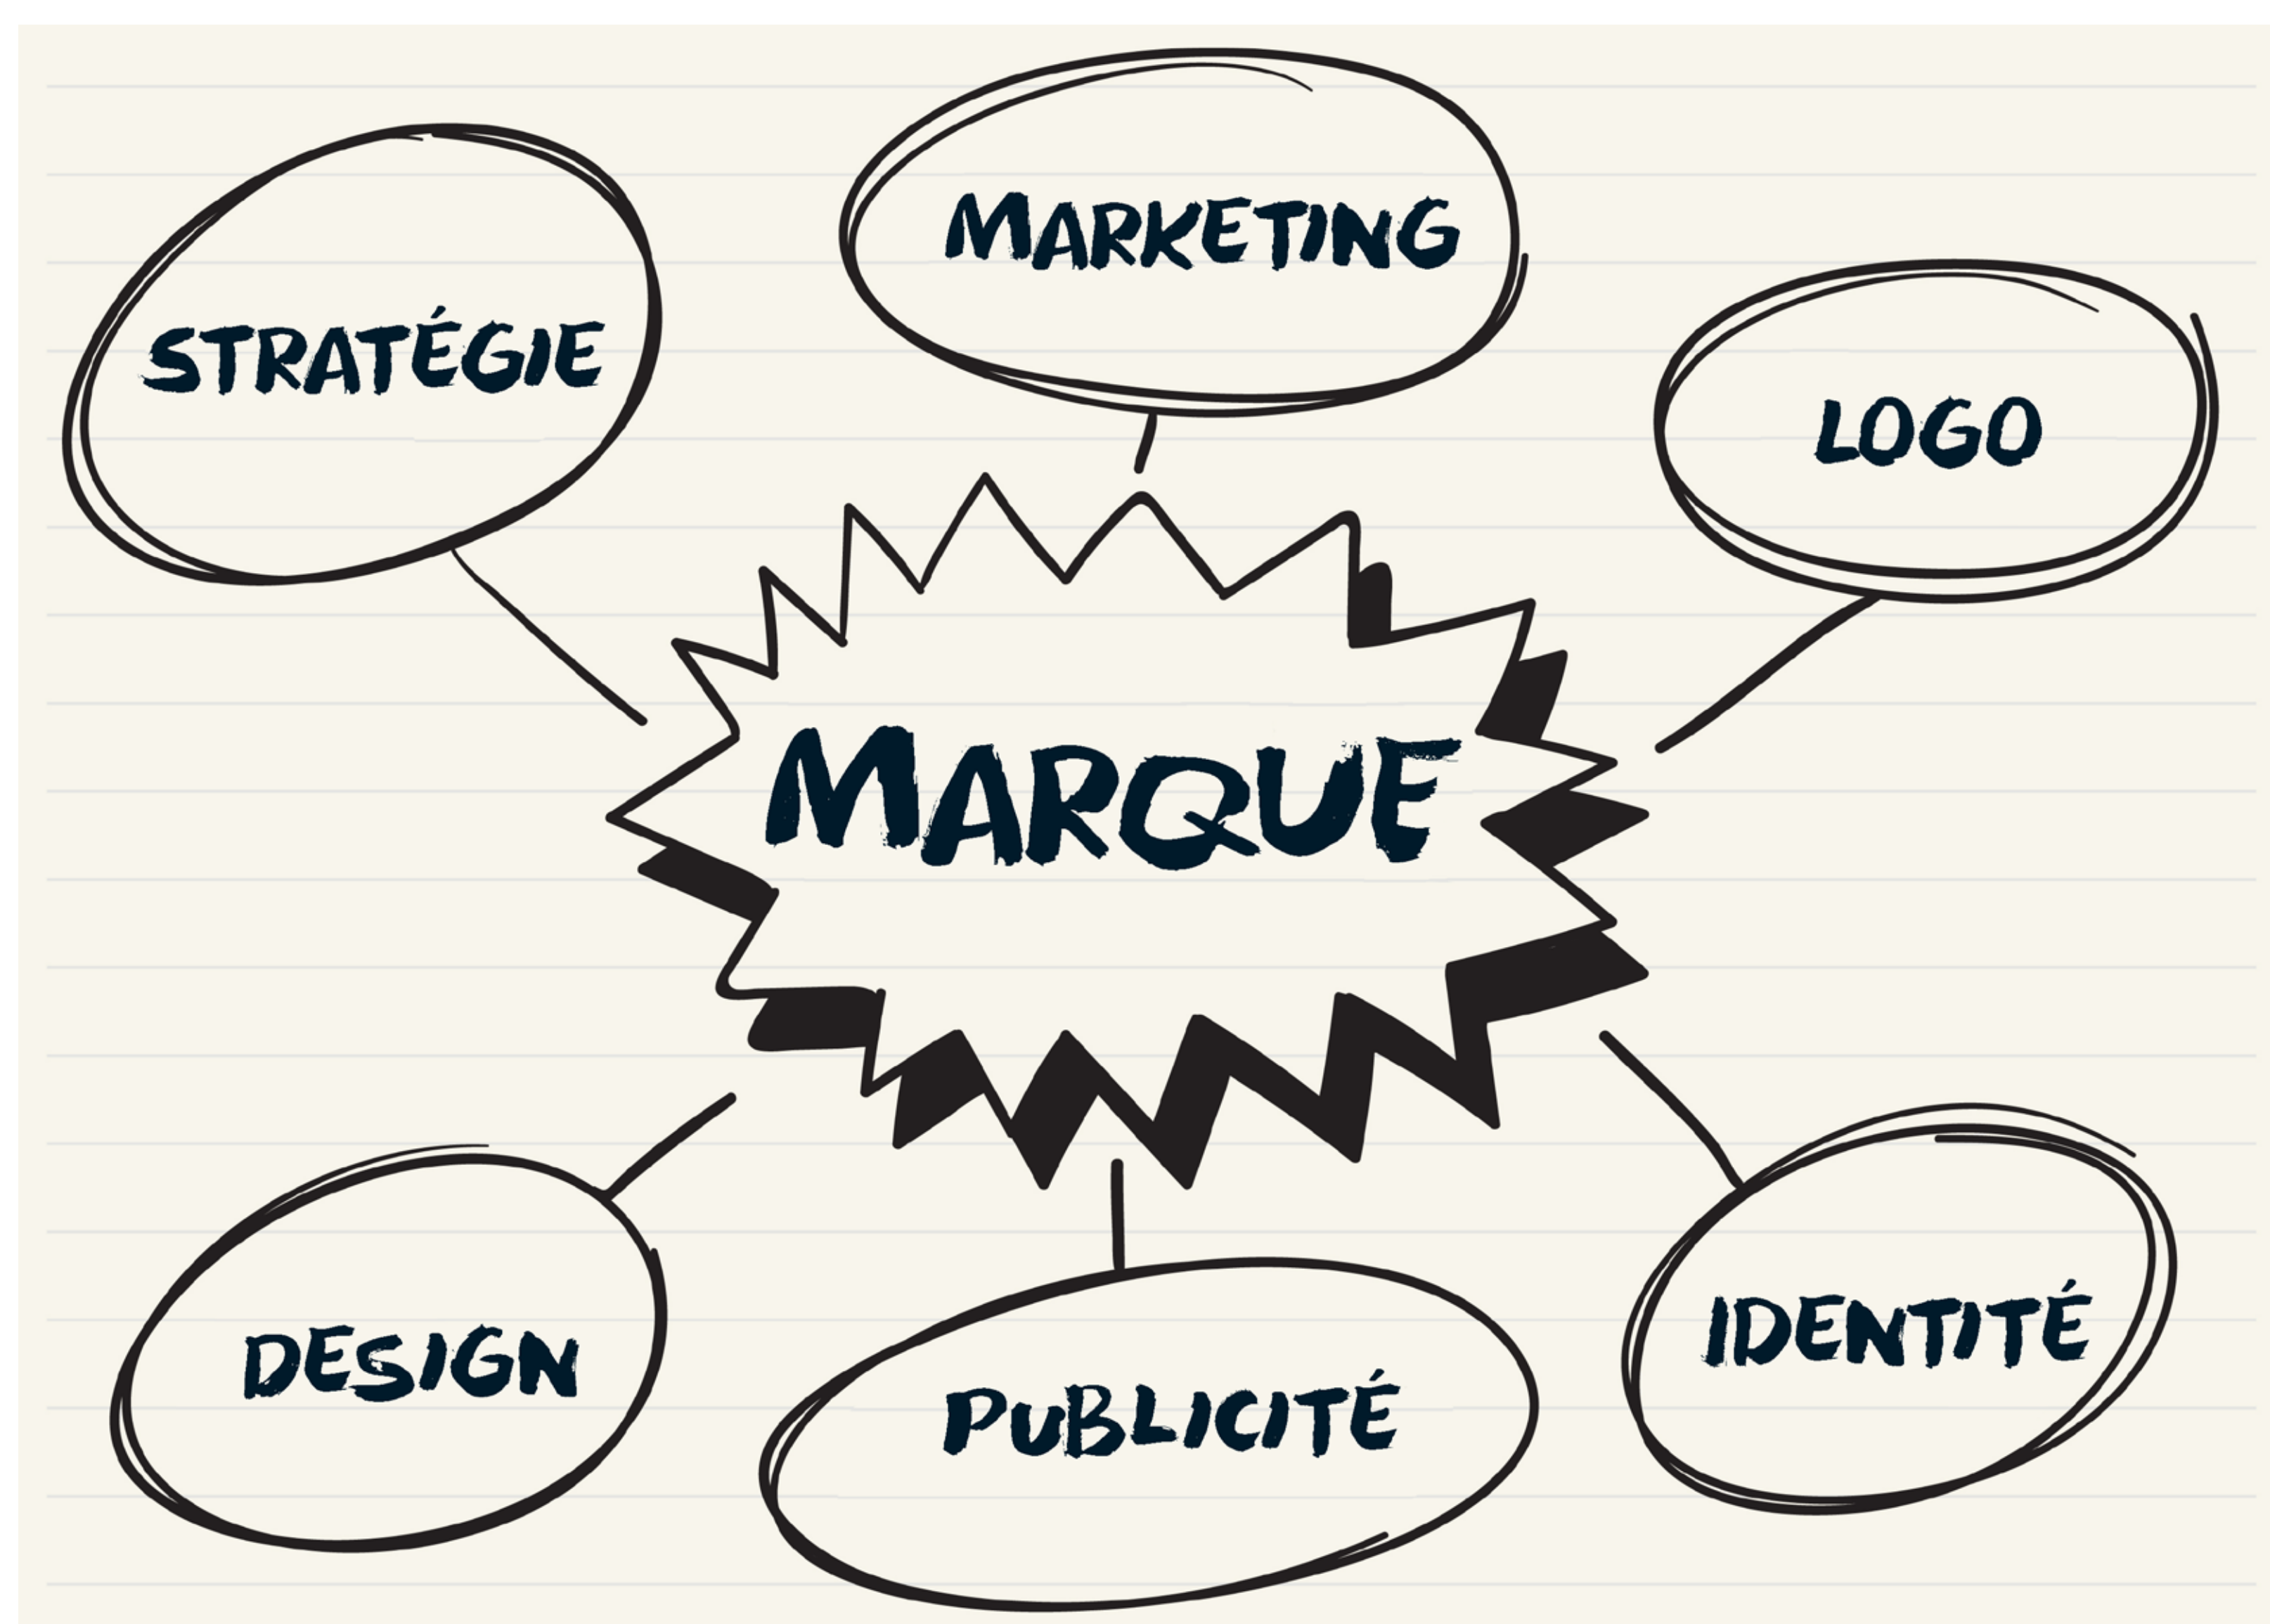 MARKETING
STRATÉGIE
LOGO
MARQUE
DESIGN
PUBLICITÉ
IDENTITÉ